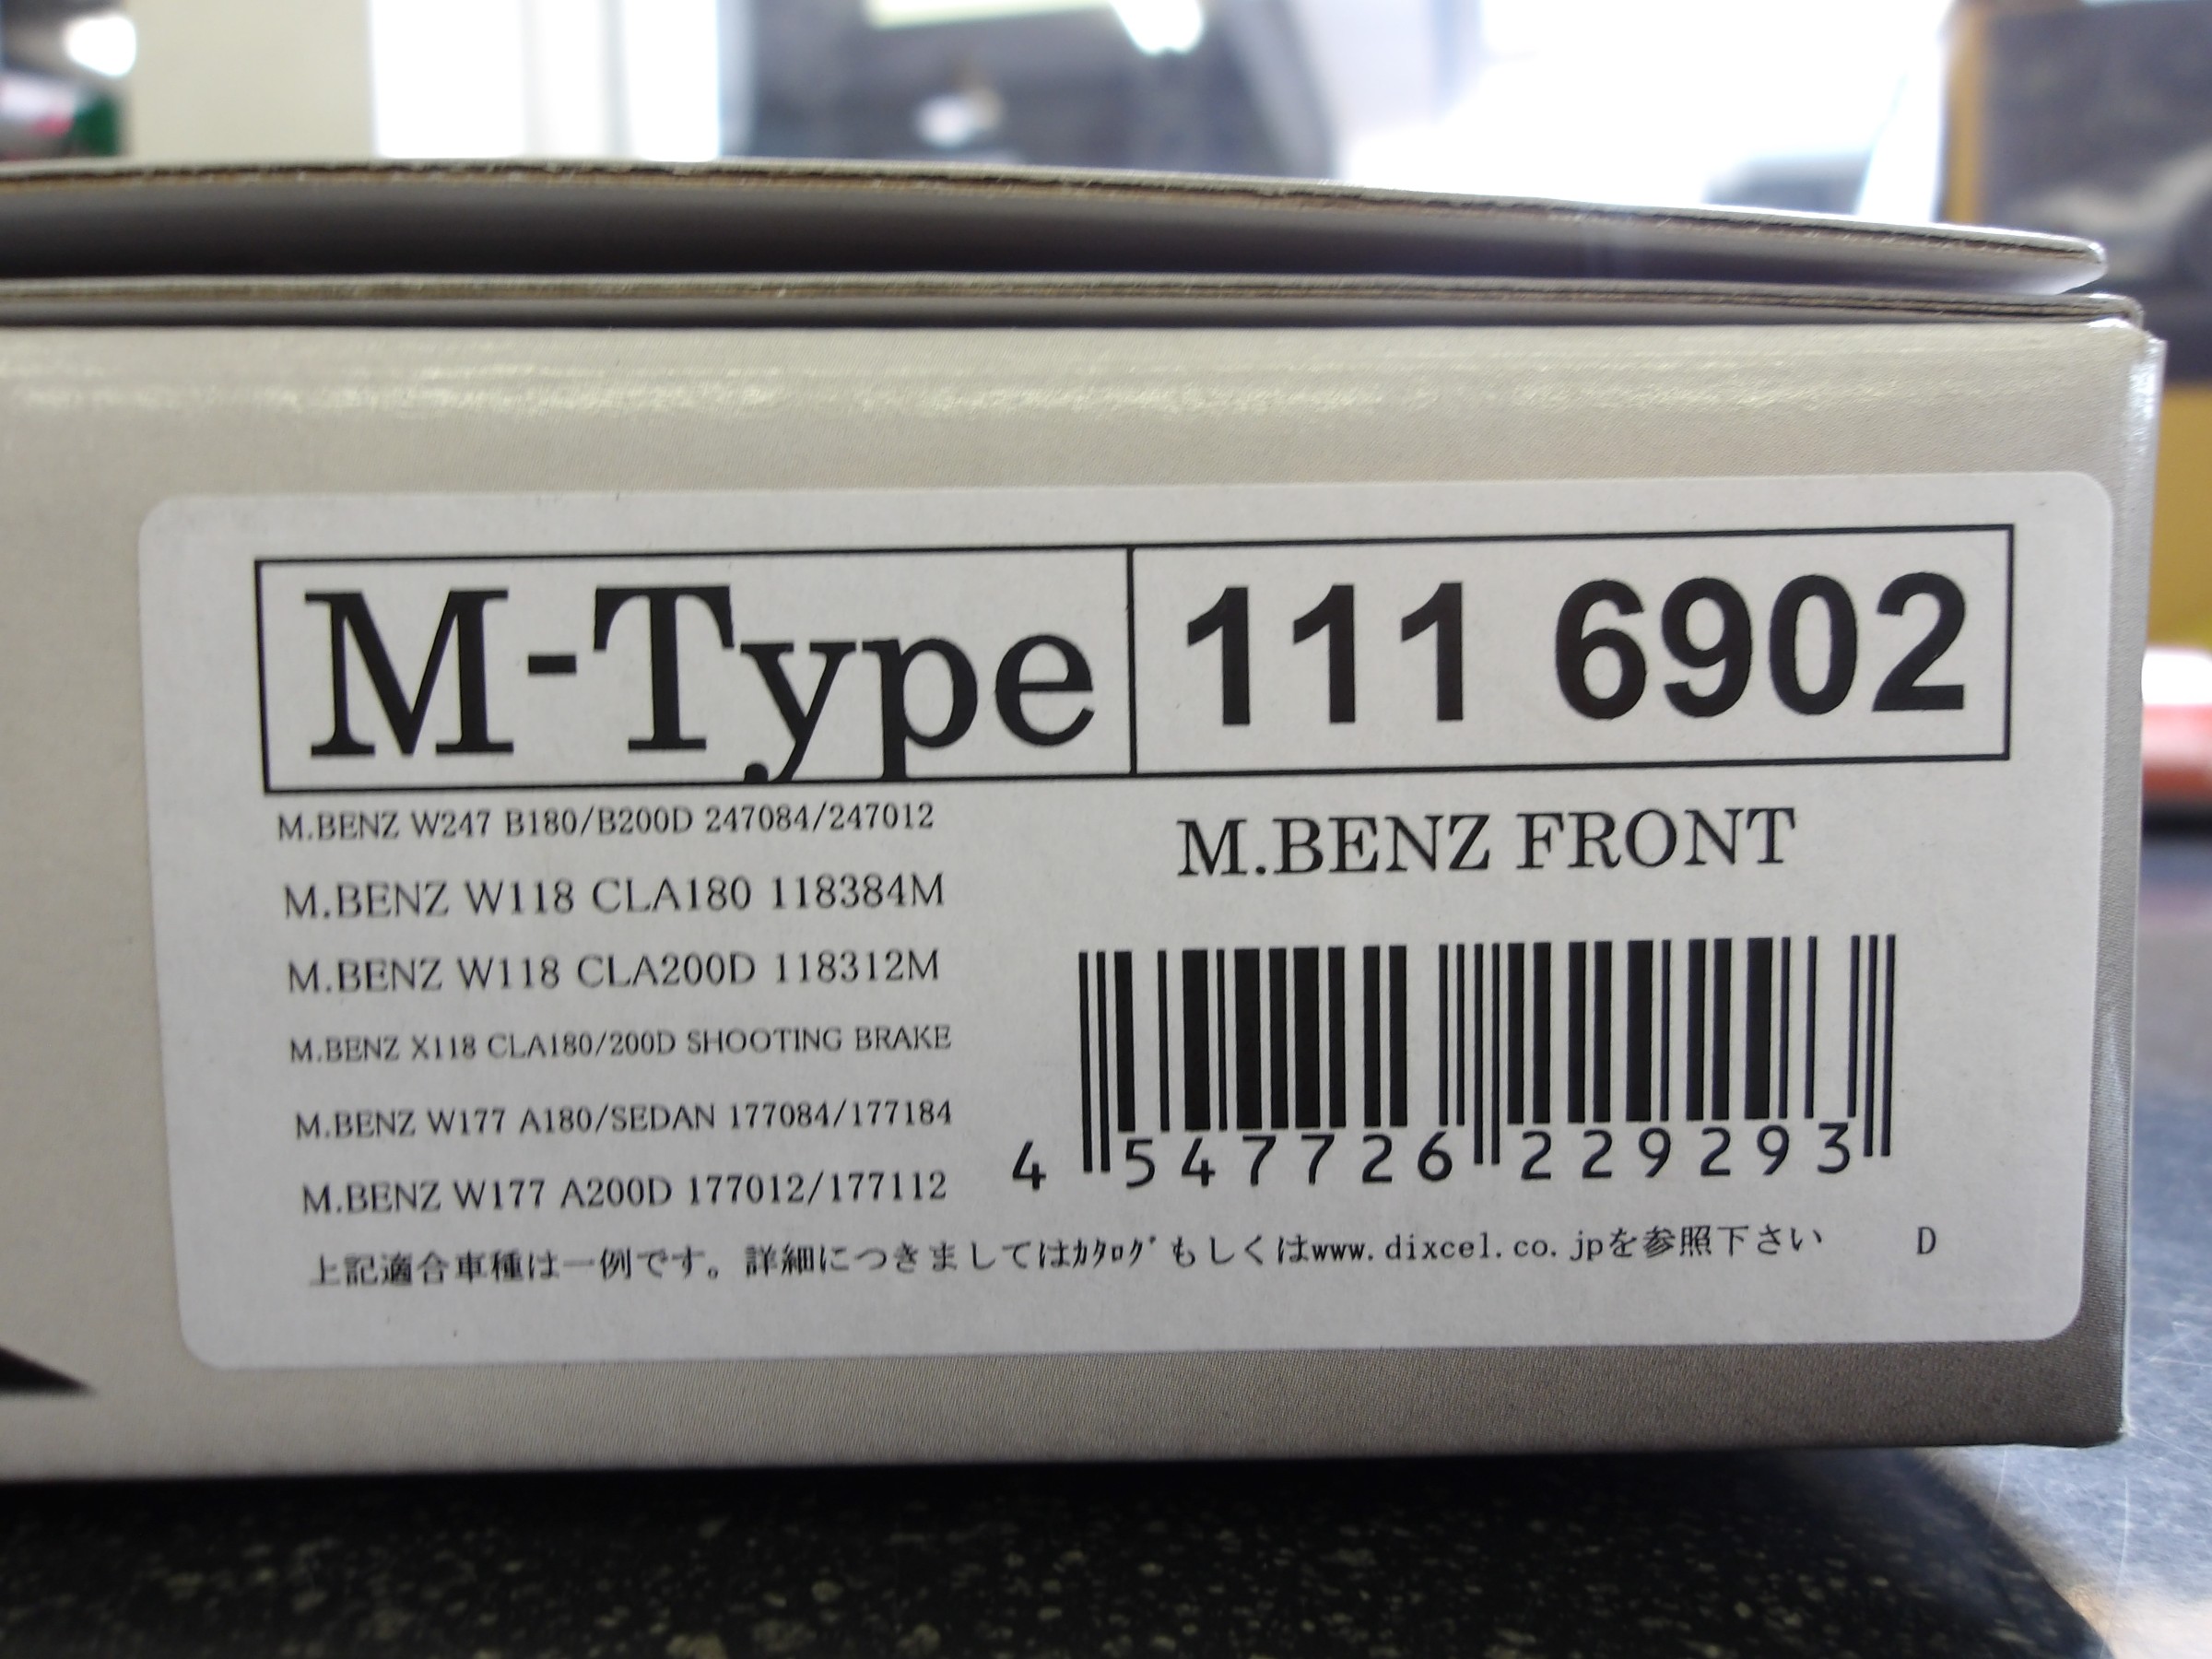 M-Type 111 6902
M.BENZ W247 B180/B200D 247084/247012
M.BENZ W118 CLA180 118384M
M.BENZ W118 CLA200D 118312M
M.BENZ X118 CLA180/200D SHOOTING BRAKE
M.BENZ W177 A180/SEDAN 177084/177184
M.BENZ W177 A200D 177012/177112
M.BENZ FRONT
4 547726 229293
上記適合車種は一例です。詳細につきましてはｶﾀﾛｸﾞもしくはwww.dixcel.co.jpを参照下さい D